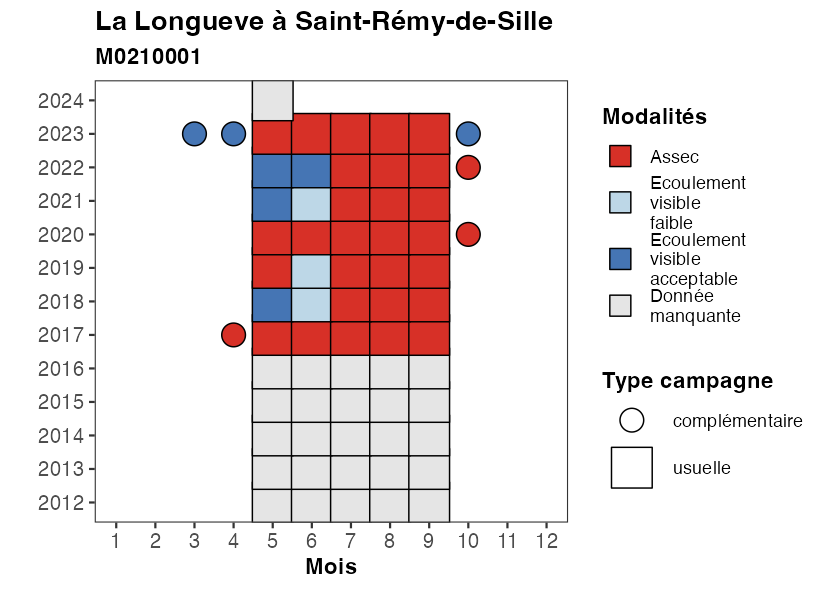 La Longueve à Saint-Rémy-de-Sille
M0210001
2024
2023
2022
2021
2020
2019
2018
2017
2016
2015
2014
2013
2012
1 2 3 4 5 6 7 8 9 10 11 12
Mois
Modalités
Assec
Ecoulement
visible
faible
Ecoulement
visible
acceptable
Donnée
manquante
Type campagne
complémentaire
usuelle